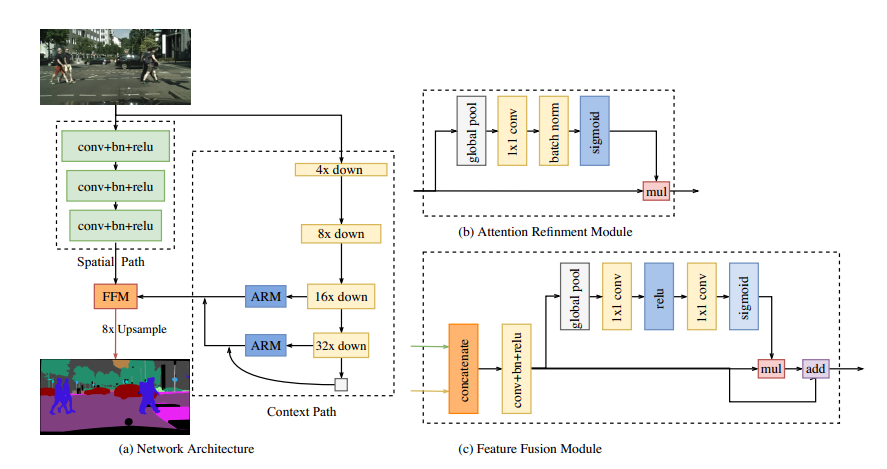 conv+bn+relu
conv+bn+relu
conv+bn+relu
Spatial Path
4x down
8x down
16x down
32x down
ARM
ARM
FFM
8x Upsample
Context Path
(a) Network Architecture
global pool
1x1 conv
batch norm
sigmoid
mul
(b) Attention Refinment Module
concatenate
conv+bn+relu
global pool
1x1 conv
relu
1x1 conv
sigmoid
mul
add
(c) Feature Fusion Module